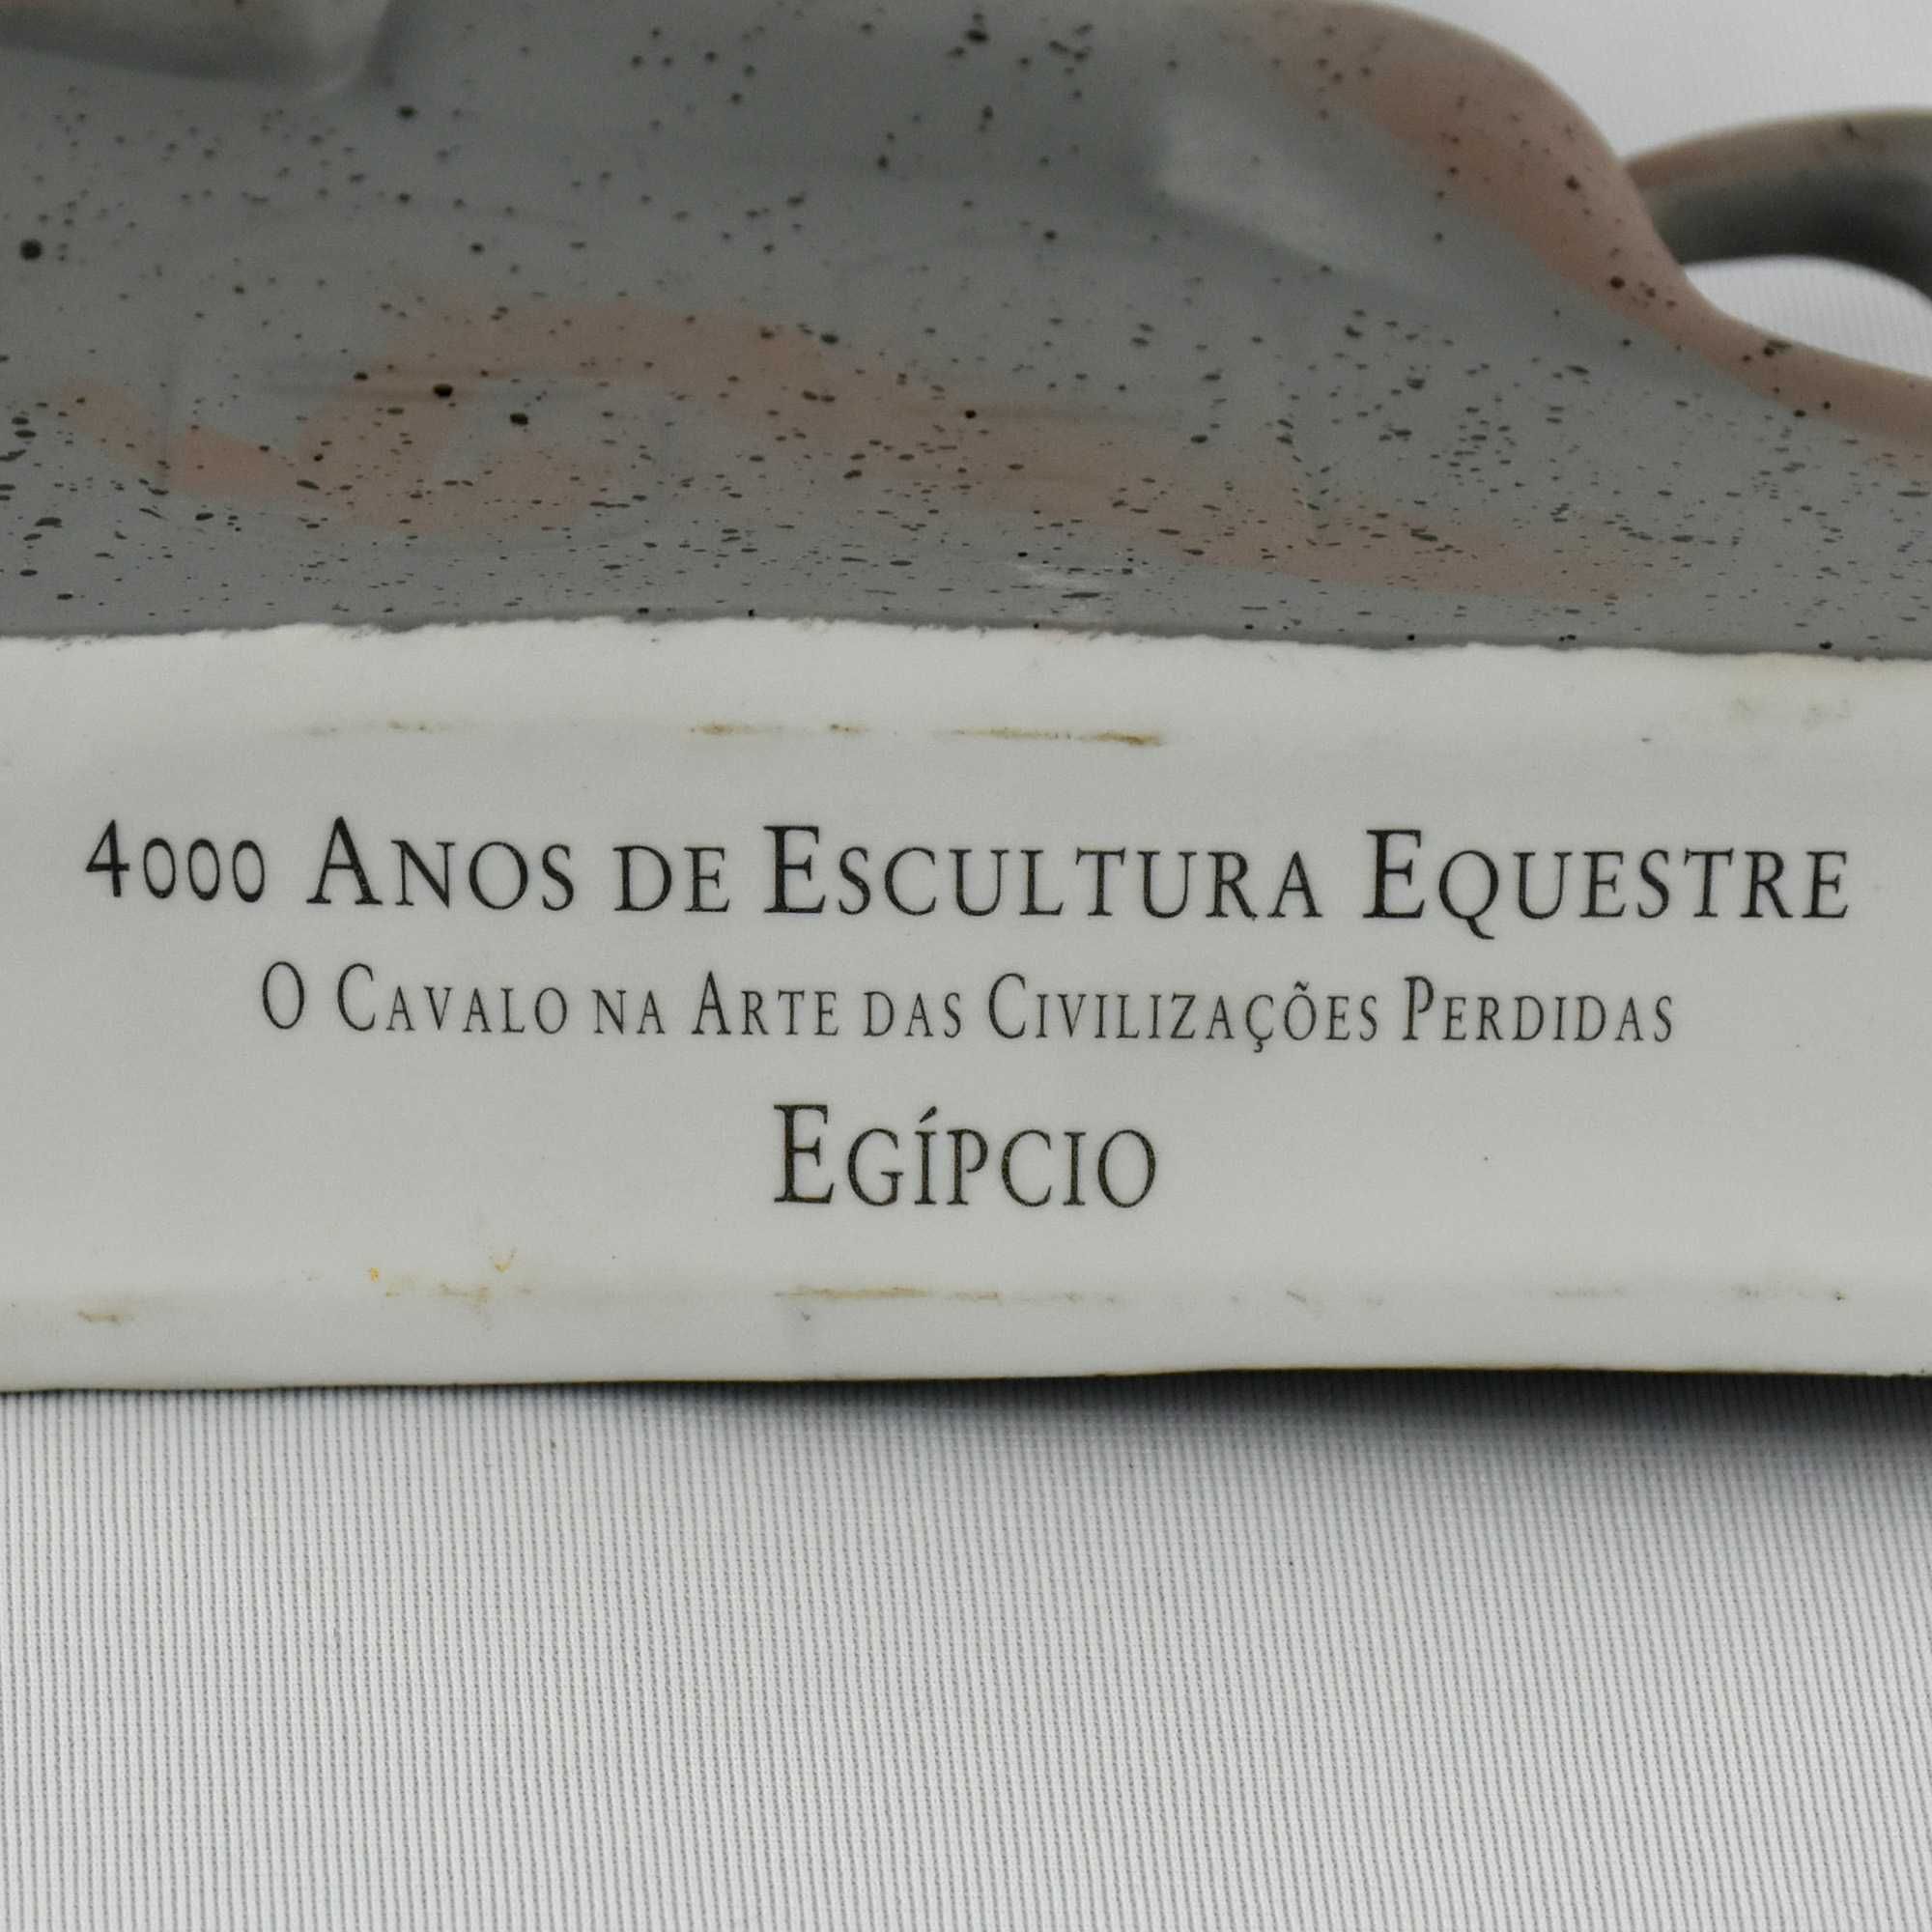 4000 Anos de Escultura Equestre
O Cavalo na Arte das Civilizações Perdidas
Egípcio